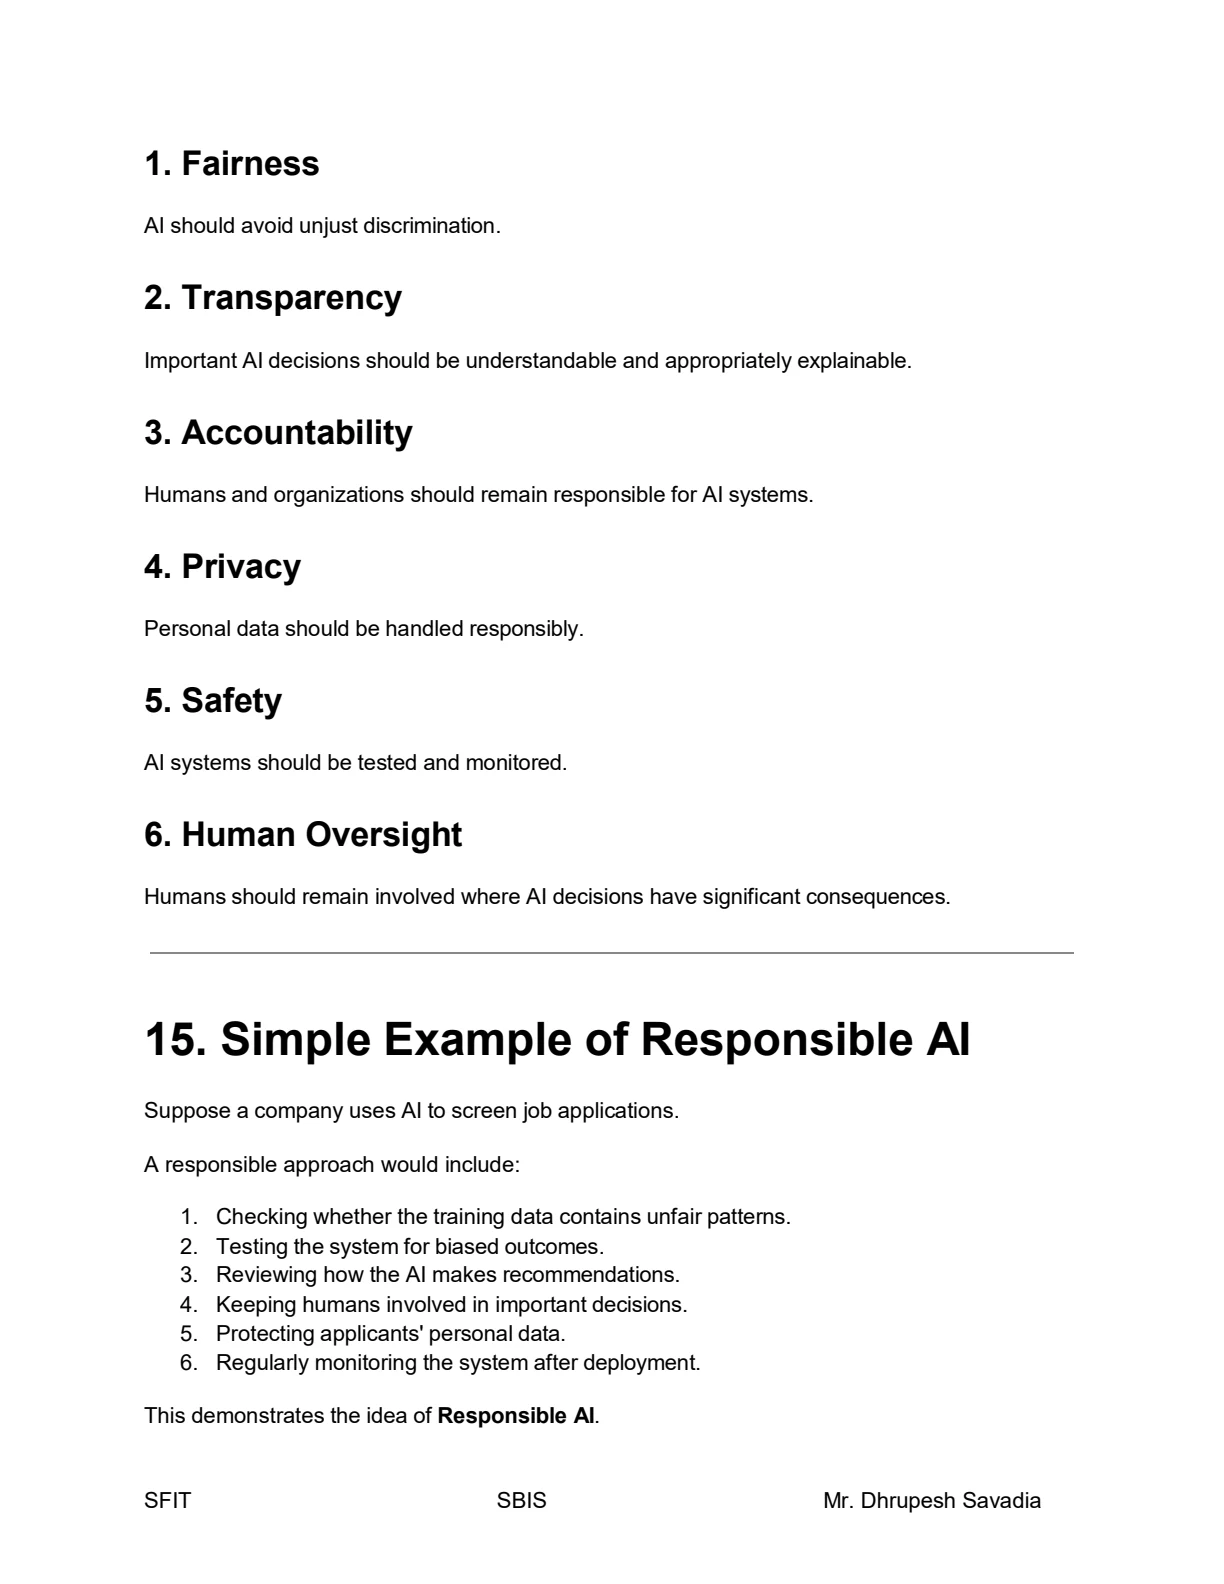 1. Fairness
AI should avoid unjust discrimination.
2. Transparency
Important AI decisions should be understandable and appropriately explainable.
3. Accountability
Humans and organizations should remain responsible for AI systems.
4. Privacy
Personal data should be handled responsibly.
5. Safety
AI systems should be tested and monitored.
6. Human Oversight
Humans should remain involved where AI decisions have significant consequences.
15. Simple Example of Responsible AI
Suppose a company uses AI to screen job applications.
A responsible approach would include:
1. Checking whether the training data contains unfair patterns.
2. Testing the system for biased outcomes.
3. Reviewing how the AI makes recommendations.
4. Keeping humans involved in important decisions.
5. Protecting applicants' personal data.
6. Regularly monitoring the system after deployment.
This demonstrates the idea of Responsible AI.
SFIT SBIS Mr. Dhrupesh Savadia